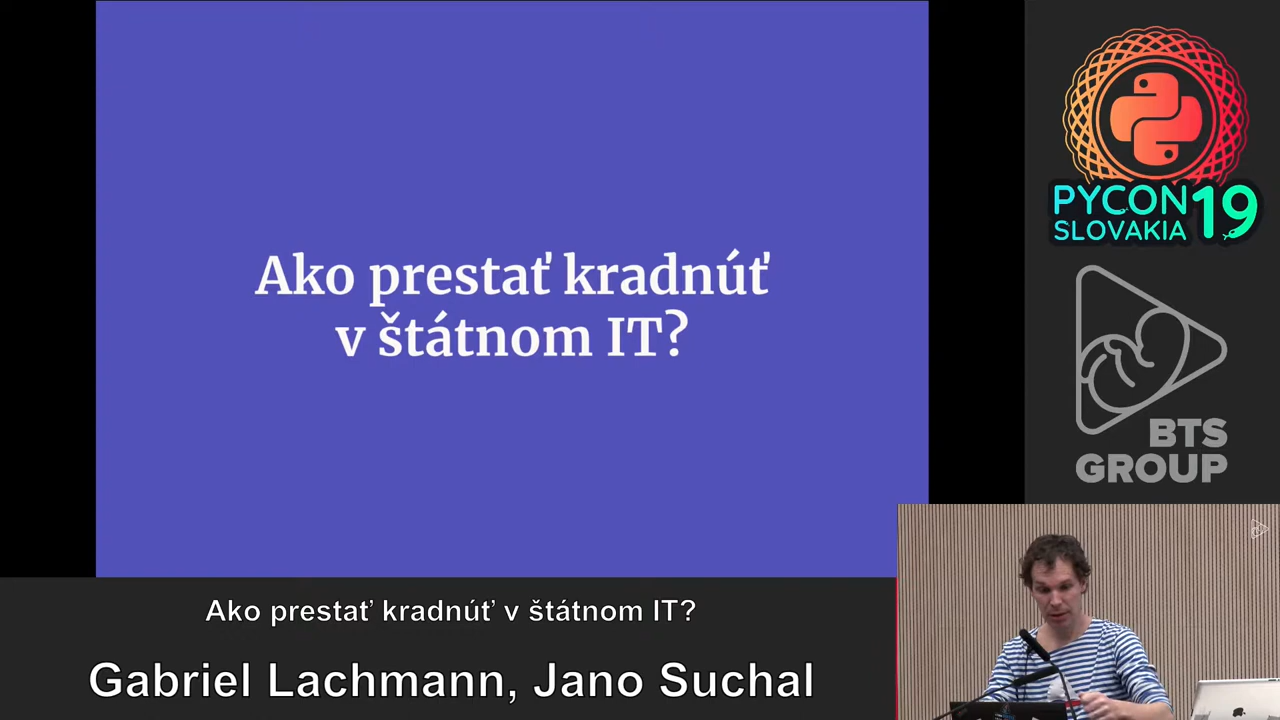 Ako prestať kradnúť
v štátnom IT?
PYCON 19
SLOVAKIA
BTS
GROUP
Ako prestať kradnúť v štátnom IT?
Gabriel Lachmann, Jano Suchal